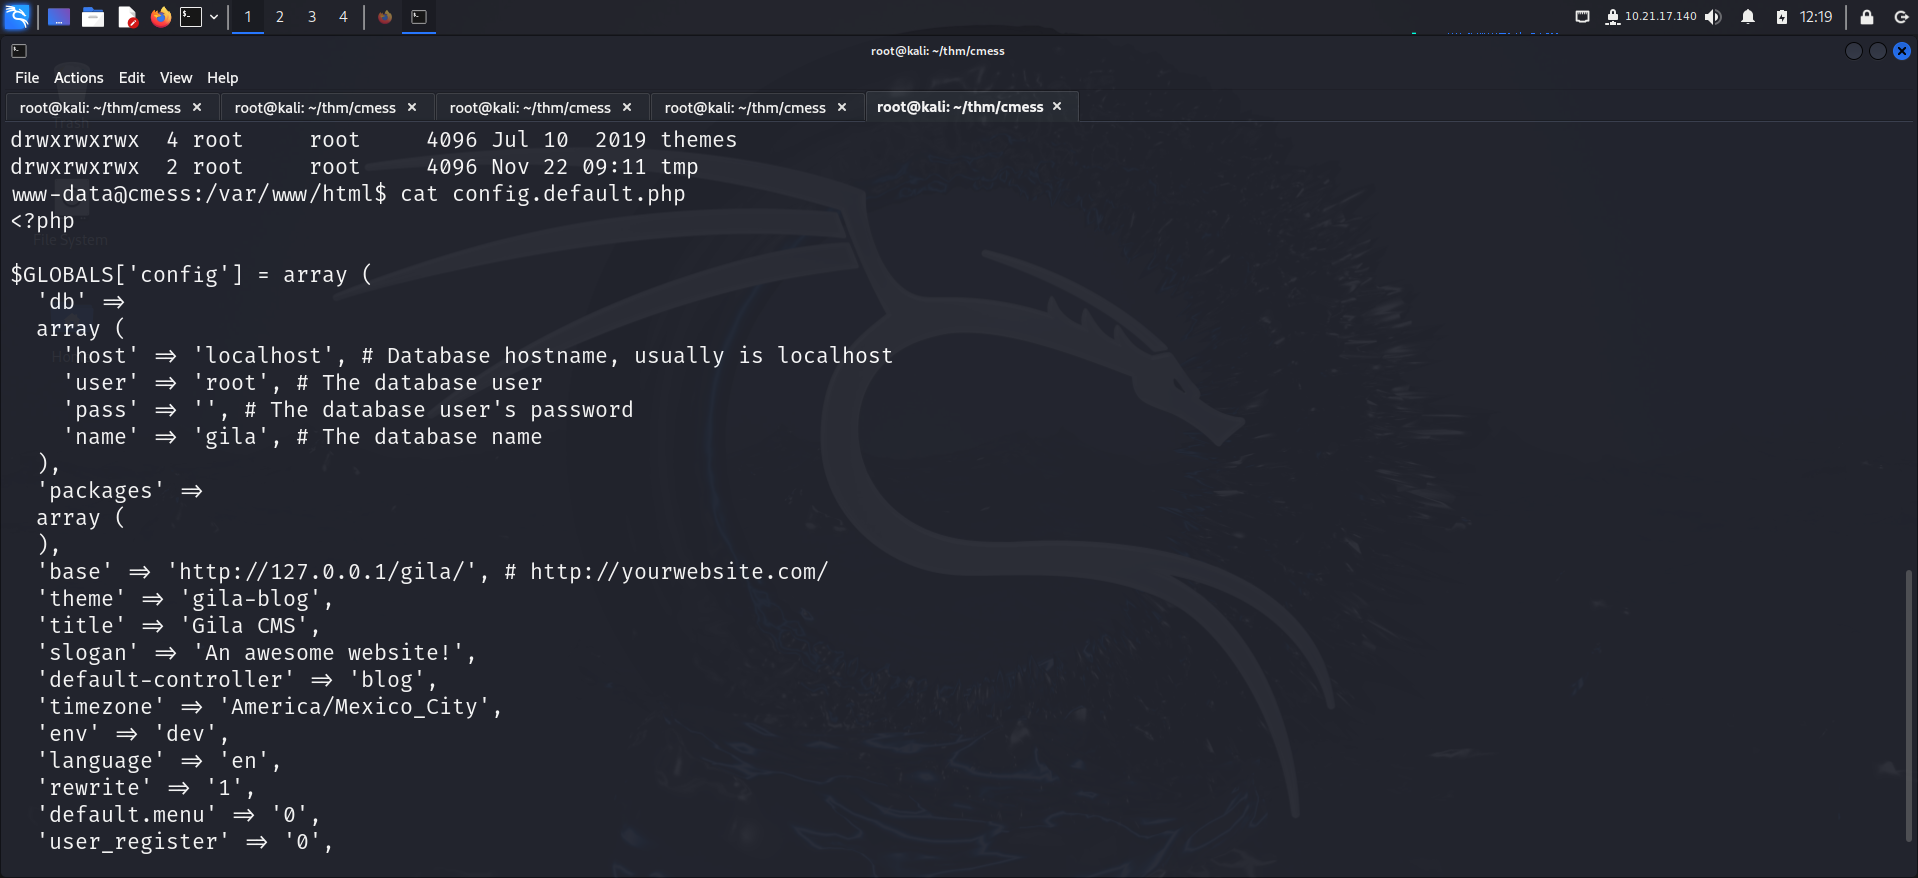 1 2 3 4
10.21.17.140 12:19
root@kali: ~/thm/cmess
File Actions Edit View Help
root@kali: ~/thm/cmess × root@kali: ~/thm/cmess × root@kali: ~/thm/cmess × root@kali: ~/thm/cmess × root@kali: ~/thm/cmess ×
drwxrwxrwx  4 root     root     4096 Jul 10  2019 themes
drwxrwxrwx  2 root     root     4096 Nov 22 09:11 tmp
www-data@cmess:/var/www/html$ cat config.default.php
<?php
File System
$GLOBALS['config'] = array (
  'db' =>
  array (
    'host' => 'localhost', # Database hostname, usually is localhost
    'user' => 'root', # The database user
    'pass' => '', # The database user's password
    'name' => 'gila', # The database name
  ),
  'packages' =>
  array (
  ),
  'base' => 'http://127.0.0.1/gila/', # http://yourwebsite.com/
  'theme' => 'gila-blog',
  'title' => 'Gila CMS',
  'slogan' => 'An awesome website!',
  'default-controller' => 'blog',
  'timezone' => 'America/Mexico_City',
  'env' => 'dev',
  'language' => 'en',
  'rewrite' => '1',
  'default.menu' => '0',
  'user_register' => '0',